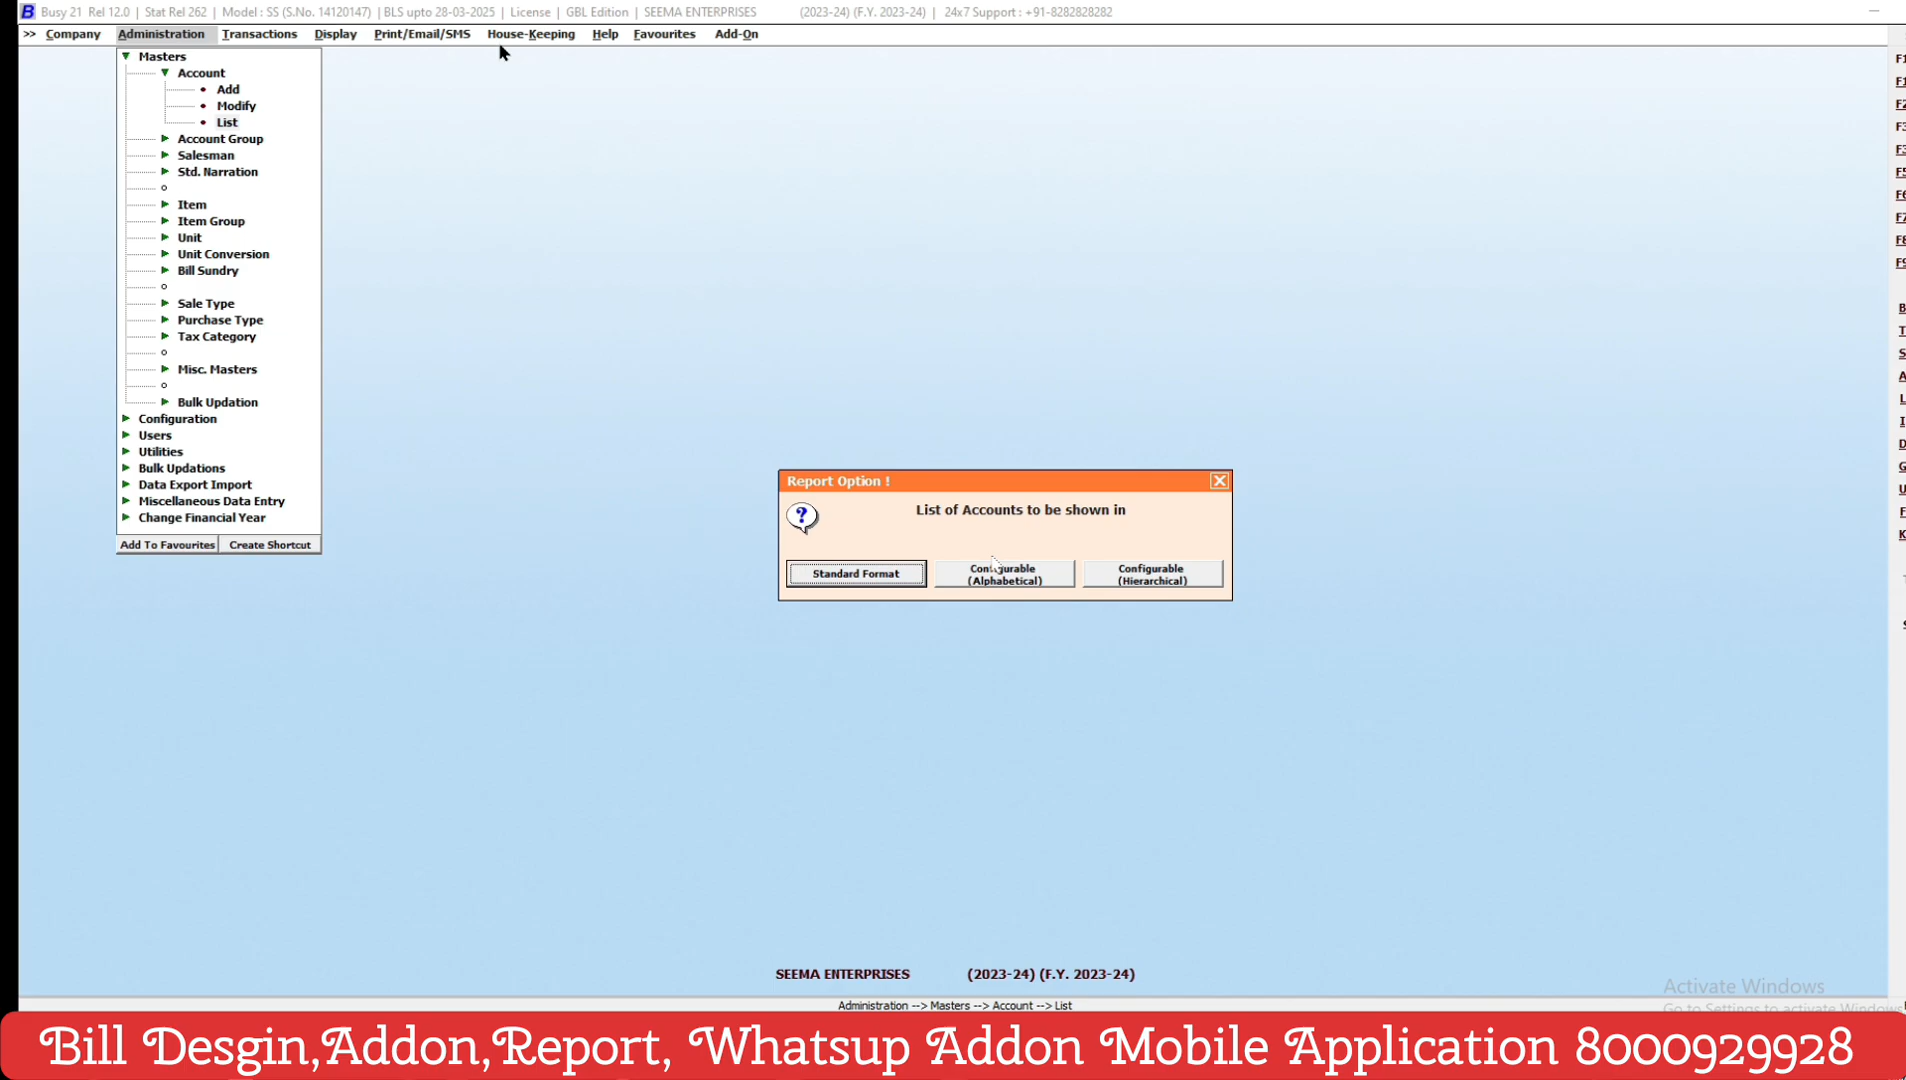 Busy 21 Rel 12.0 | Stat Rel 262 | Model : SS (S.No. 14120147) | BLS upto 28-03-2025 | License | GBL Edition | SEEMA ENTERPRISES (2023-24) (F.Y. 2023-24) | 24x7 Support : +91-8282828282
>> Company Administration Transactions Display Print/Email/SMS House-Keeping Help Favourites Add-On
Masters
Account
Add
Modify
List
Account Group
Salesman
Std. Narration
Item
Item Group
Unit
Unit Conversion
Bill Sundry
Sale Type
Purchase Type
Tax Category
Misc. Masters
Bulk Updation
Configuration
Users
Utilities
Bulk Updations
Data Export Import
Miscellaneous Data Entry
Change Financial Year
Add To Favourites Create Shortcut
Report Option !
List of Accounts to be shown in
Standard Format
Configurable
(Alphabetical)
Configurable
(Hierarchical)
SEEMA ENTERPRISES (2023-24) (F.Y. 2023-24)
Activate Windows
Go to Settings to activate Windows
Administration --> Masters --> Account --> List
Bill Desgin,Addon,Report, Whatsup Addon Mobile Application 8000929928